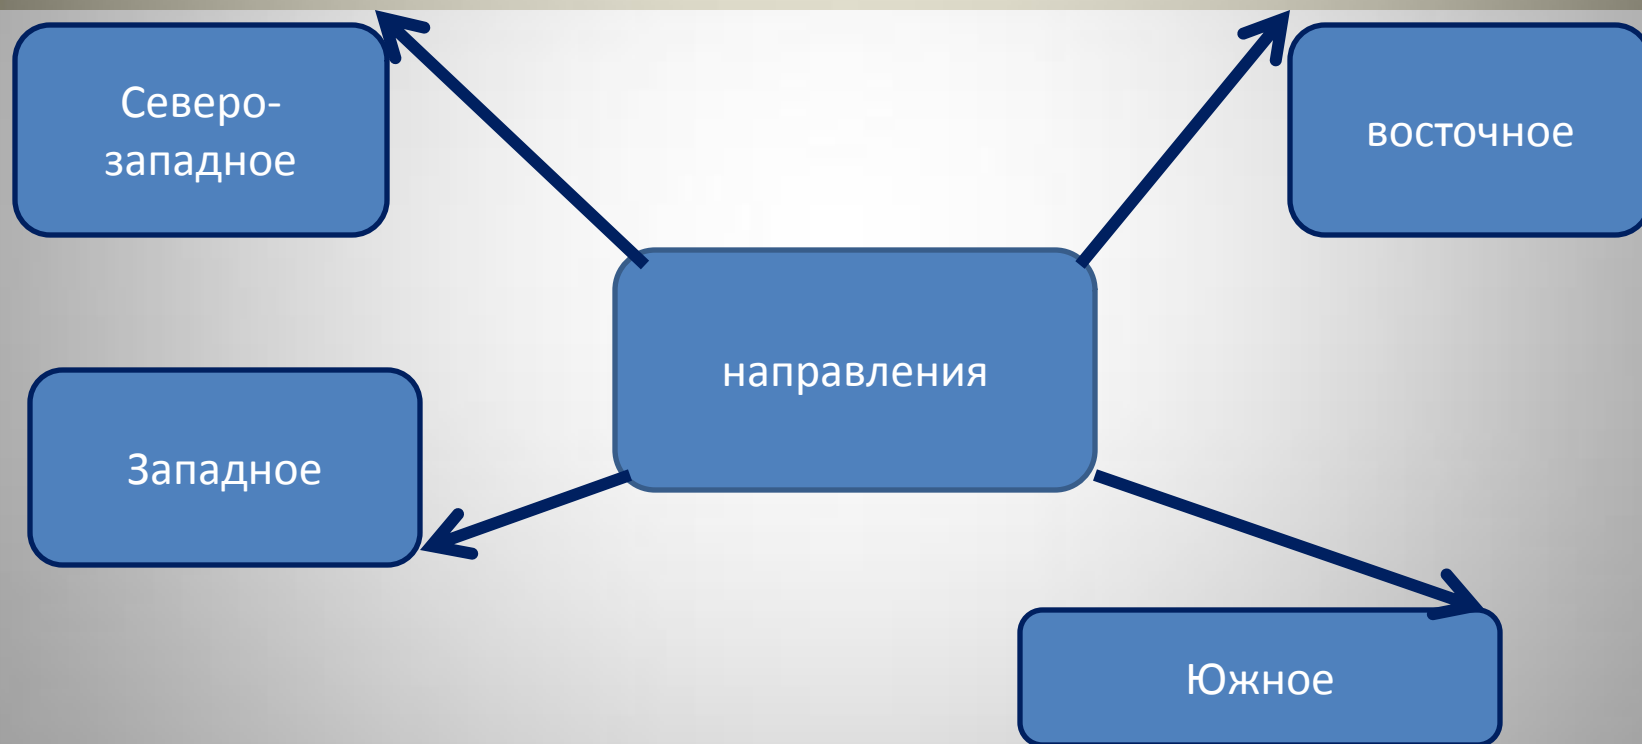 Северо-
западное
восточное
направления
Западное
Южное